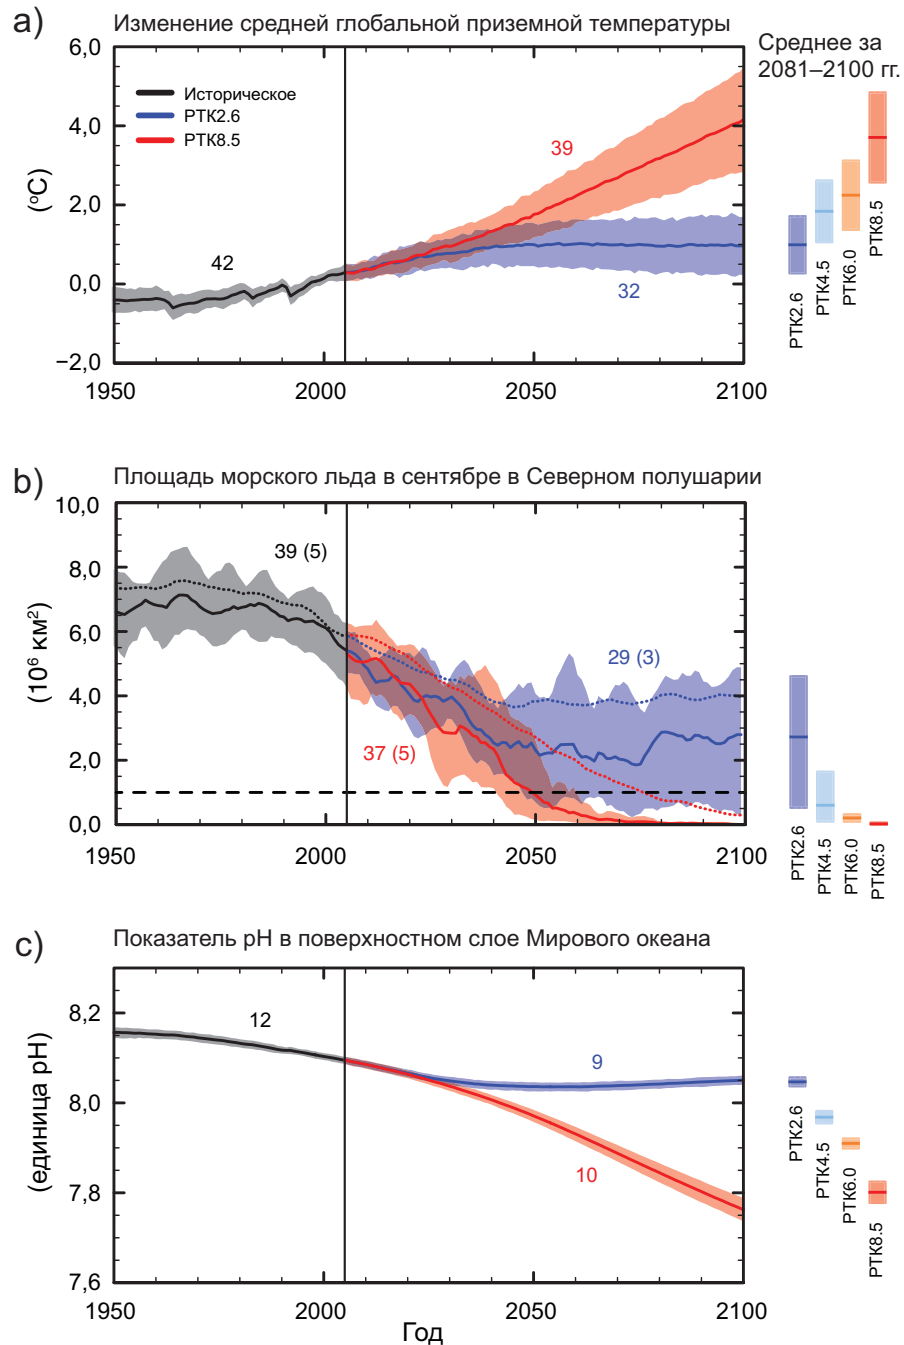 a)
Изменение средней глобальной приземной температуры
Среднее за
2081–2100 гг.
6,0
4,0
2,0
0,0
−2,0
(°C)
Историческое
РТК2.6
РТК8.5
42
39
32
1950
2000
2050
2100
РТК2.6
РТК4.5
РТК6.0
РТК8.5
b)
Площадь морского льда в сентябре в Северном полушарии
10,0
8,0
6,0
4,0
2,0
0,0
(10⁶ км²)
39 (5)
29 (3)
37 (5)
1950
2000
2050
2100
РТК2.6
РТК4.5
РТК6.0
РТК8.5
c)
Показатель pH в поверхностном слое Мирового океана
8,2
8,0
7,8
7,6
(единица pH)
12
9
10
1950
2000
2050
2100
Год
РТК2.6
РТК4.5
РТК6.0
РТК8.5